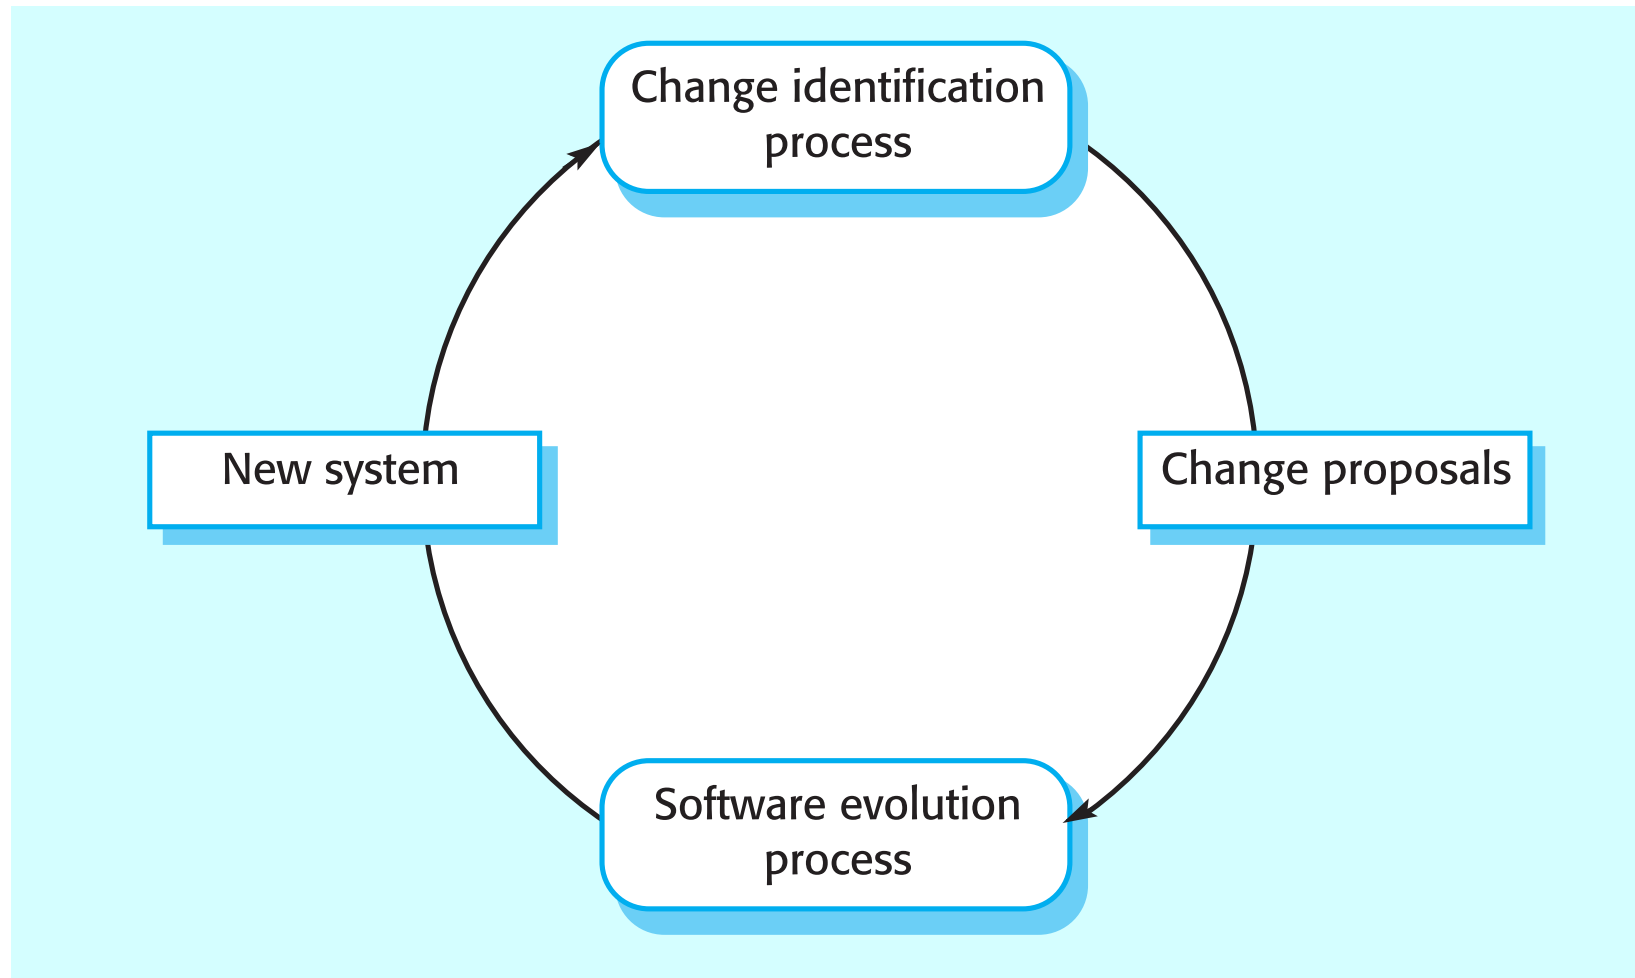 Change identification
process
New system
Change proposals
Software evolution
process